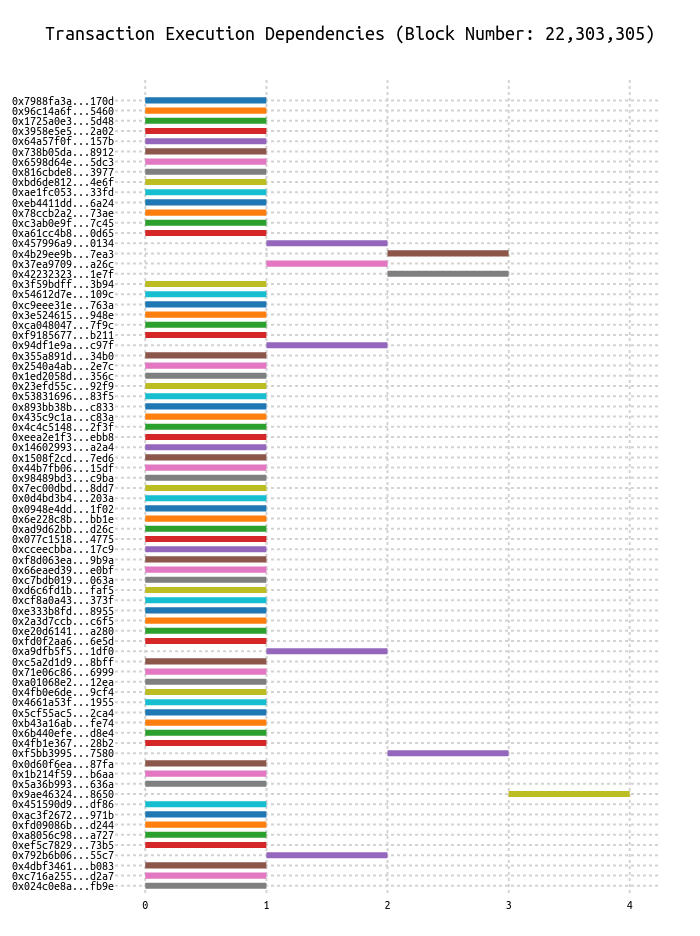 Transaction Execution Dependencies (Block Number: 22,303,305)
0x7988fa3a...170d
0x96c14a6f...5460
0x1725a0e3...5d48
0x3958e5e5...2a02
0x64a57f0f...157b
0x738b05da...8912
0x6598d64e...5dc3
0x816cbde8...3977
0xbd6de812...4e6f
0xae1fc053...33fd
0xeb4411dd...6a24
0x78ccb2a2...73ae
0xc3ab0e9f...7c45
0xa61cc4b8...0d65
0x457996a9...0134
0x4b29ee9b...7ea3
0x37ea9709...a26c
0x42232323...1e7f
0x3f59bdff...3b94
0x54612d7e...109c
0xc9eee31e...763a
0x3e524615...948e
0xca048047...7f9c
0xf9185677...b211
0x94df1e9a...c97f
0x355a891d...34b0
0x2540a4ab...2e7c
0x1ed2058d...356c
0x23efd55c...92f9
0x53831696...83f5
0x893bb38b...c833
0x435c9c1a...c83a
0x4c4c5148...2f3f
0xeea2e1f3...ebb8
0x14602993...a2a4
0x1508f2cd...7ed6
0x44b7fb06...15df
0x98489bd3...c9ba
0x7ec00dbd...8dd7
0x0d4bd3b4...203a
0x0948e4dd...1f02
0x6e228c8b...bb1e
0xad9d62bb...d26c
0x077c1518...4775
0xcceecbba...17c9
0xf8d063ea...9b9a
0x66eaed39...e0bf
0xc7bdb019...063a
0xd6c6fd1b...faf5
0xcf8a0a43...373f
0xe333b8fd...8955
0x2a3d7ccb...c6f5
0xe20d6141...a280
0xfd0f2aa6...6e5d
0xa9dfb5f5...1df0
0xc5a2d1d9...8bff
0x71e06c86...6999
0xa01068e2...12ea
0x4fb0e6de...9cf4
0x4661a53f...1955
0x5cf55ac5...2ca4
0xb43a16ab...fe74
0x6b440efe...d8e4
0x4fb1e367...28b2
0xf5bb3995...7580
0x0d60f6ea...87fa
0x1b214f59...b6aa
0x5a36b993...636a
0x9ae46324...8650
0x451590d9...df86
0xac3f2672...971b
0xfd09086b...d244
0xa8056c98...a727
0xef5c7829...73b5
0x792b6b06...55c7
0x4dbf3461...b083
0xc716a255...d2a7
0x024c0e8a...fb9e
0 1 2 3 4